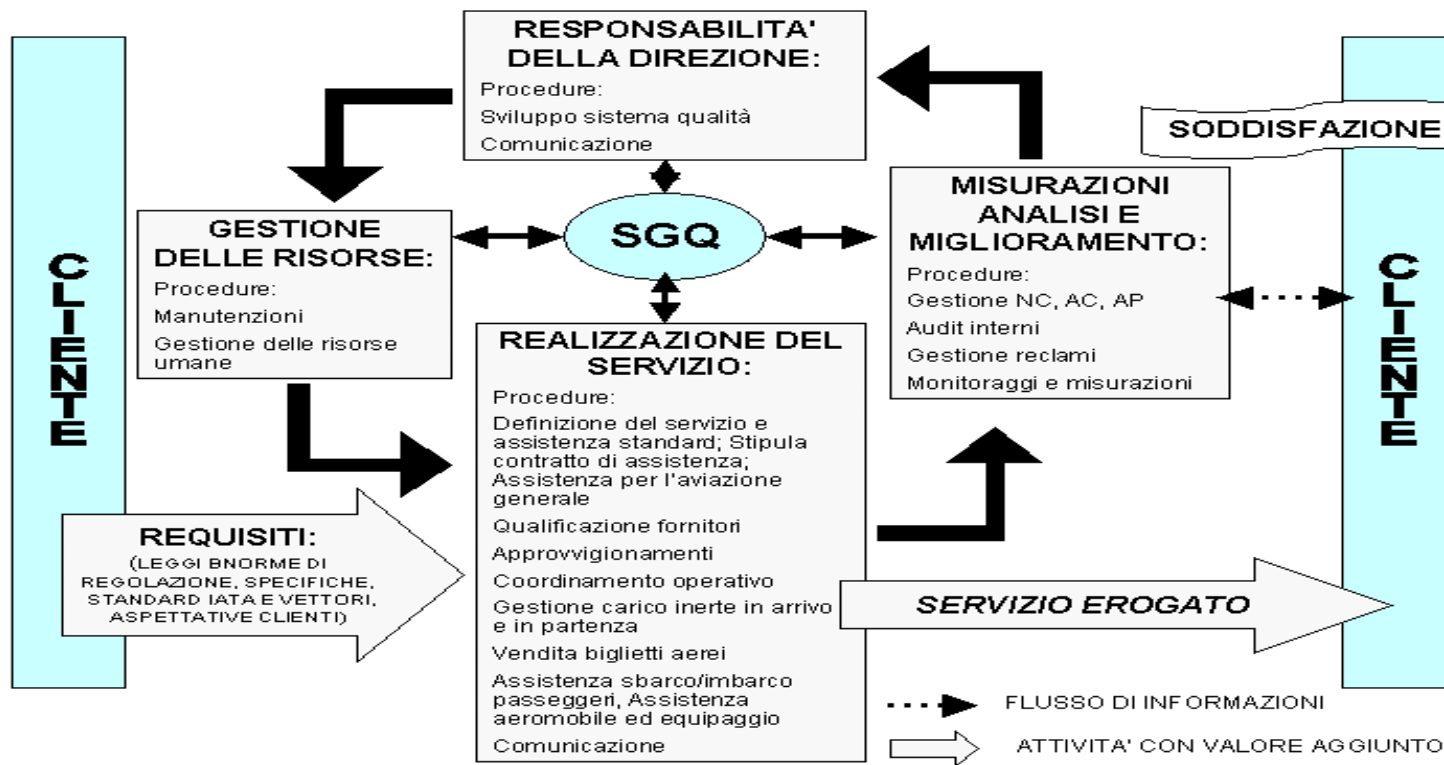 RESPONSABILITA'
DELLA DIREZIONE:
Procedure:
Sviluppo sistema qualità
Comunicazione
SODDISFAZIONE
GESTIONE
DELLE RISORSE:
Procedure:
Manutenzioni
Gestione delle risorse
umane
SGQ
MISURAZIONI
ANALISI E
MIGLIORAMENTO:
Procedure:
Gestione NC, AC, AP
Audit interni
Gestione reclami
Monitoraggi e misurazioni
CLIENTE
CLIENTE
REALIZZAZIONE DEL
SERVIZIO:
Procedure:
Definizione del servizio e
assistenza standard; Stipula
contratto di assistenza;
Assistenza per l'aviazione
generale
Qualificazione fornitori
Approvvigionamenti
Coordinamento operativo
Gestione carico inerte in arrivo
e in partenza
Vendita biglietti aerei
Assistenza sbarco/imbarco
passeggeri, Assistenza
aeromobile ed equipaggio
Comunicazione
REQUISITI:
(LEGGI BNORME DI
REGOLAZIONE, SPECIFICHE,
STANDARD IATA E VETTORI,
ASPETTATIVE CLIENTI)
SERVIZIO EROGATO
FLUSSO DI INFORMAZIONI
ATTIVITA' CON VALORE AGGIUNTO